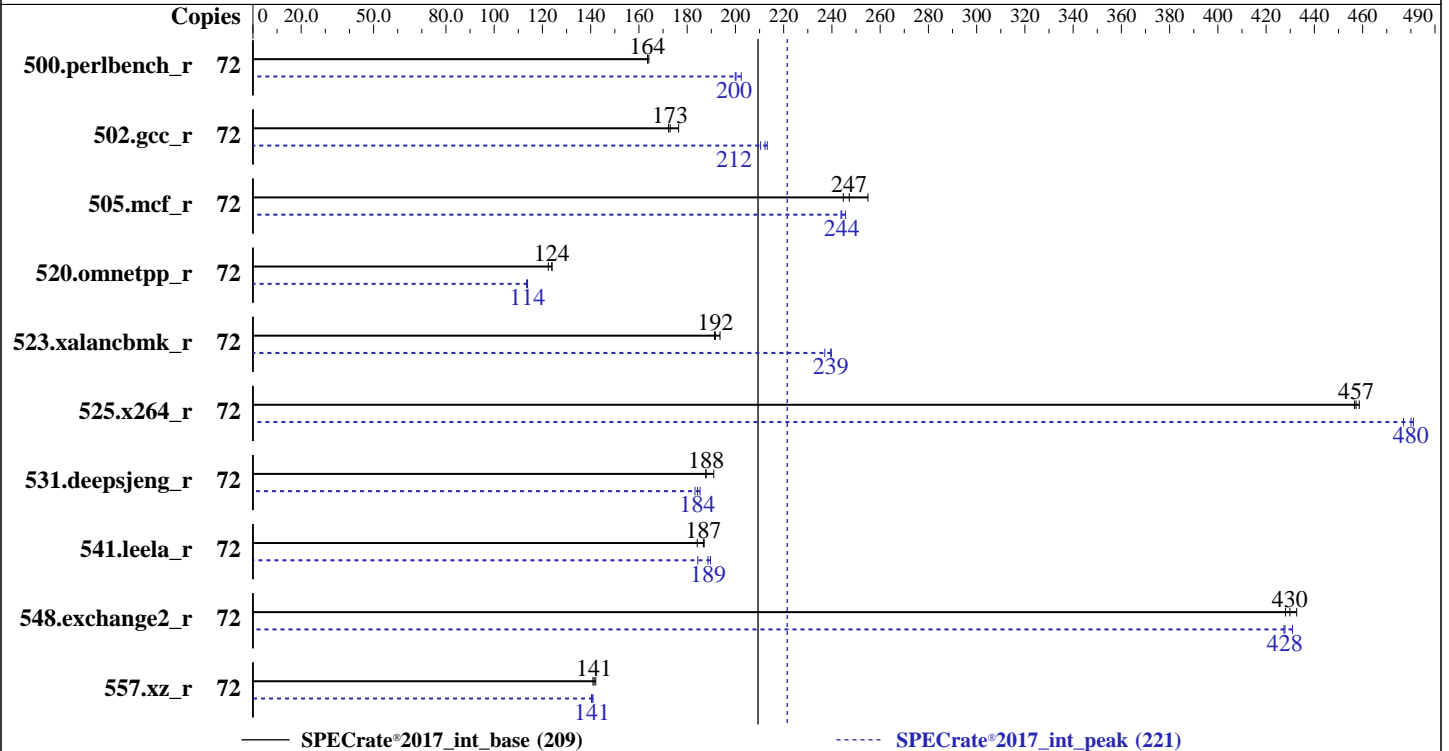 Copies 0 20.0 50.0 80.0 100 120 140 160 180 200 220 240 260 280 300 320 340 360 380 400 420 440 460 490
500.perlbench_r 72 164
200
502.gcc_r 72 173
212
505.mcf_r 72 247
244
520.omnetpp_r 72 124
114
523.xalancbmk_r 72 192
239
525.x264_r 72 457
480
531.deepsjeng_r 72 188
184
541.leela_r 72 187
189
548.exchange2_r 72 430
428
557.xz_r 72 141
141
SPECrate®2017_int_base (209) SPECrate®2017_int_peak (221)